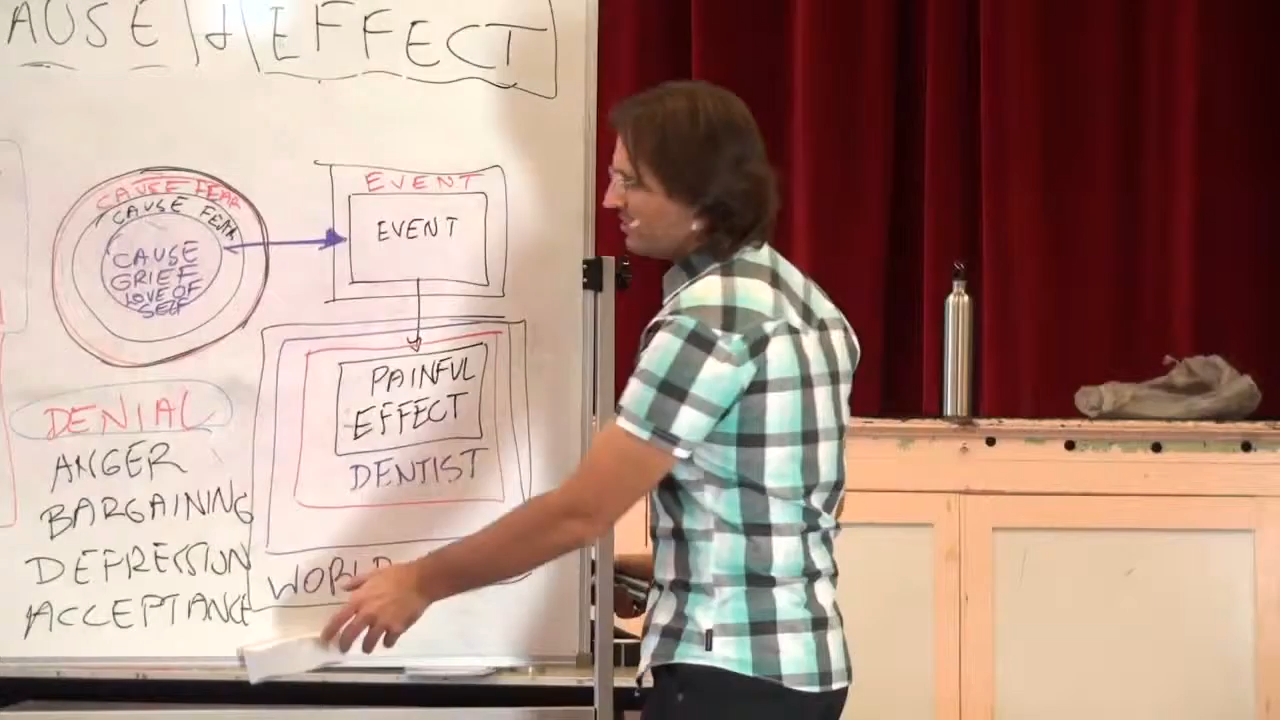 AUSE & EFFECT
CAUSE FEAR
CAUSE FEAR
CAUSE
GRIEF
LOVE OF
SELF
EVENT
EVENT
PAINFUL
EFFECT
DENTIST
WORLD
DENIAL
ANGER
BARGAINING
DEPRESSION
ACCEPTANCE